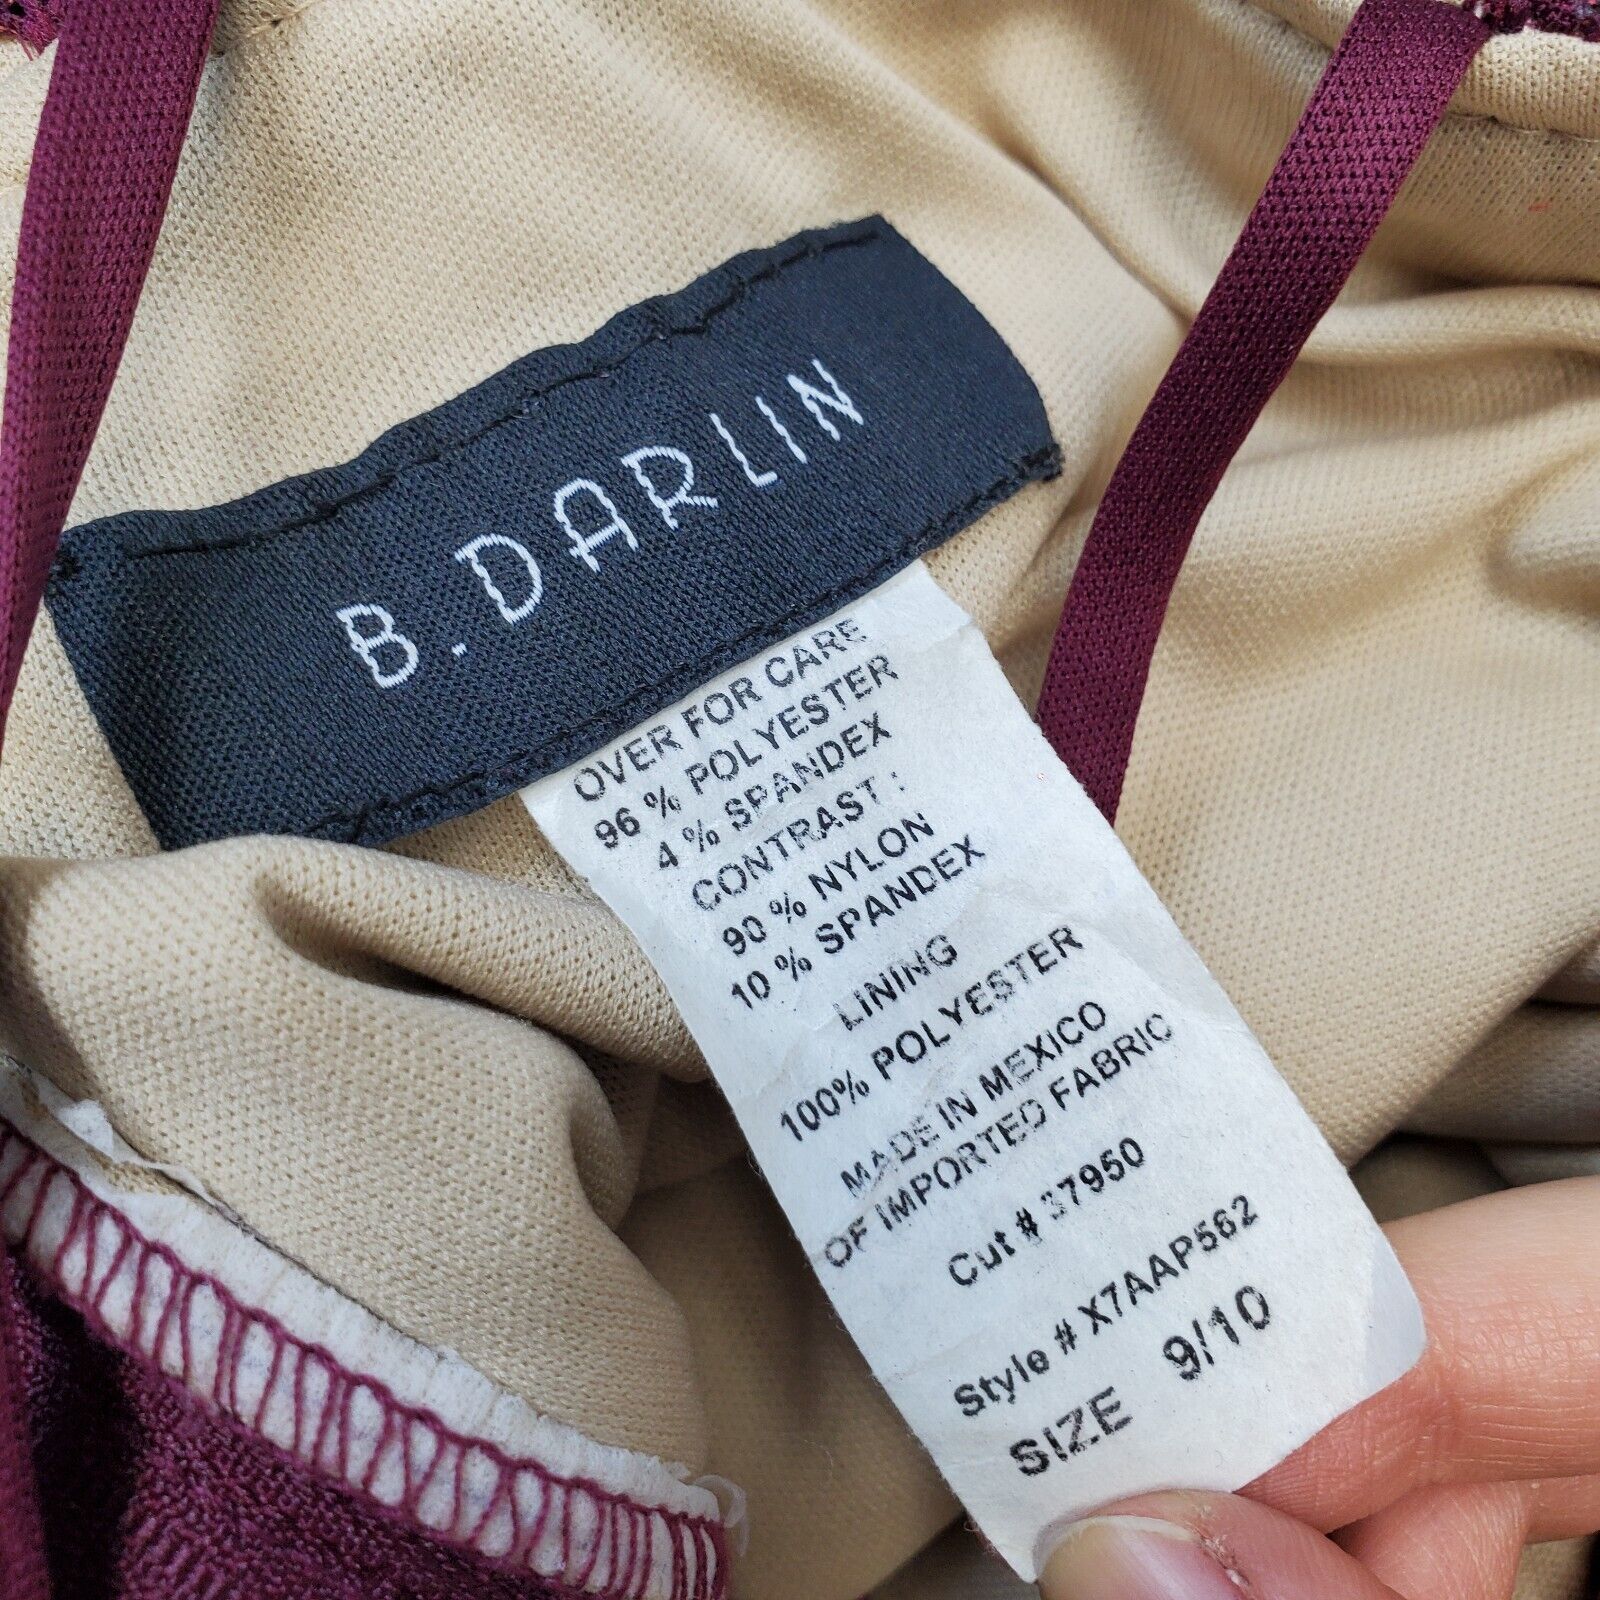 B. DARLIN
OVER FOR CARE
96 % POLYESTER
4 % SPANDEX
CONTRAST :
90 % NYLON
10 % SPANDEX
LINING
100% POLYESTER
MADE IN MEXICO
OF IMPORTED FABRIC
Cut # 37950
Style # X7AAP562
SIZE 9/10